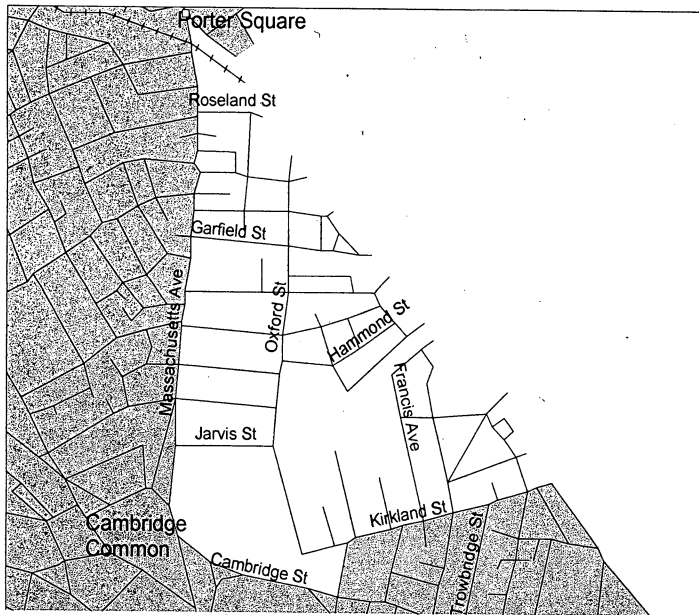 Porter Square
Roseland St
Garfield St
Massachusetts Ave
Oxford St
Hammond St
Francis Ave
Jarvis St
Kirkland St
Cambridge
Common
Cambridge St
Trowbridge St